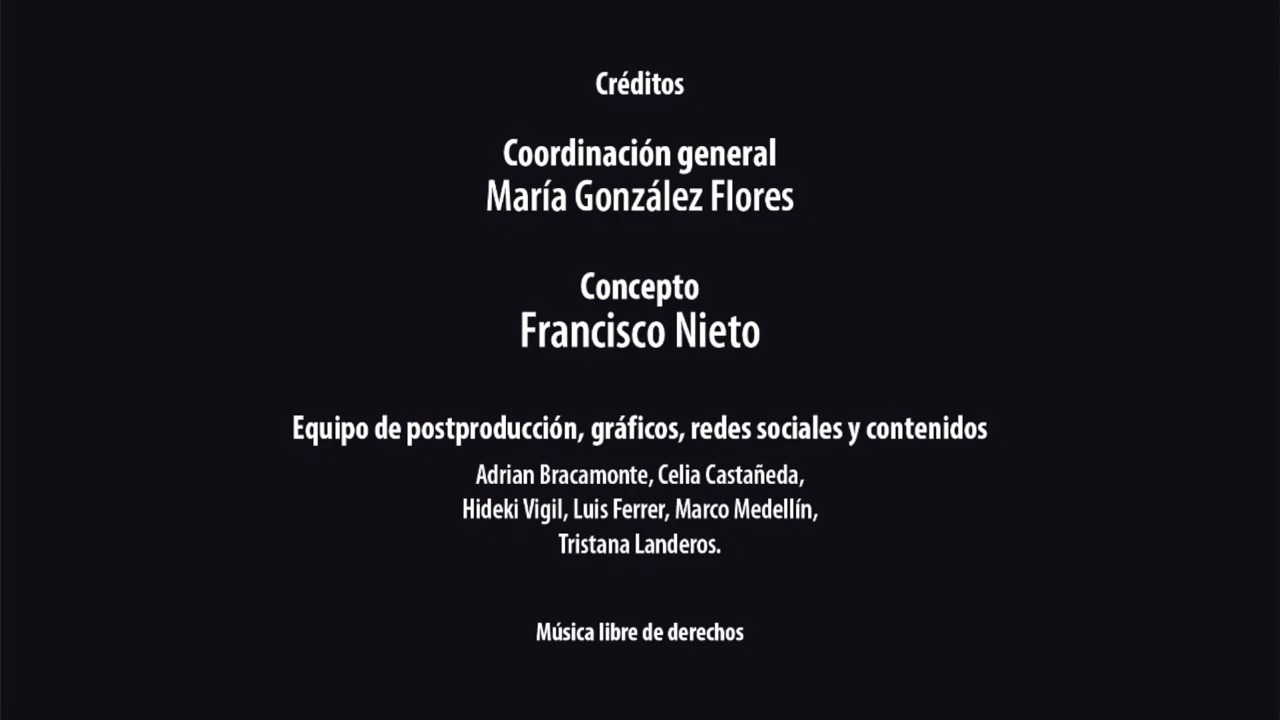 Créditos
Coordinación general
María González Flores
Concepto
Francisco Nieto
Equipo de postproducción, gráficos, redes sociales y contenidos
Adrian Bracamonte, Celia Castañeda,
Hideki Vigil, Luis Ferrer, Marco Medellín,
Tristana Landeros.
Música libre de derechos